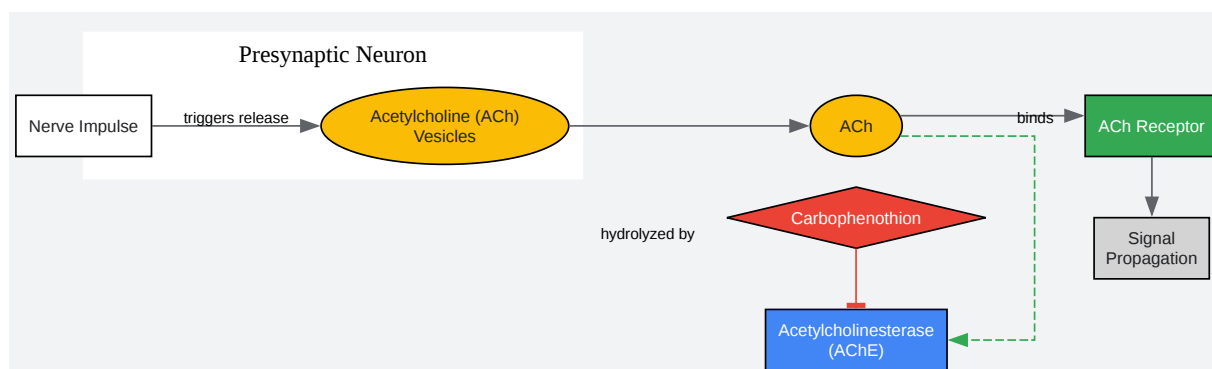 Presynaptic Neuron
Nerve Impulse
triggers release
Acetylcholine (ACh)
Vesicles
ACh
binds
ACh Receptor
Carbophenothion
hydrolyzed by
Signal
Propagation
Acetylcholinesterase
(AChE)